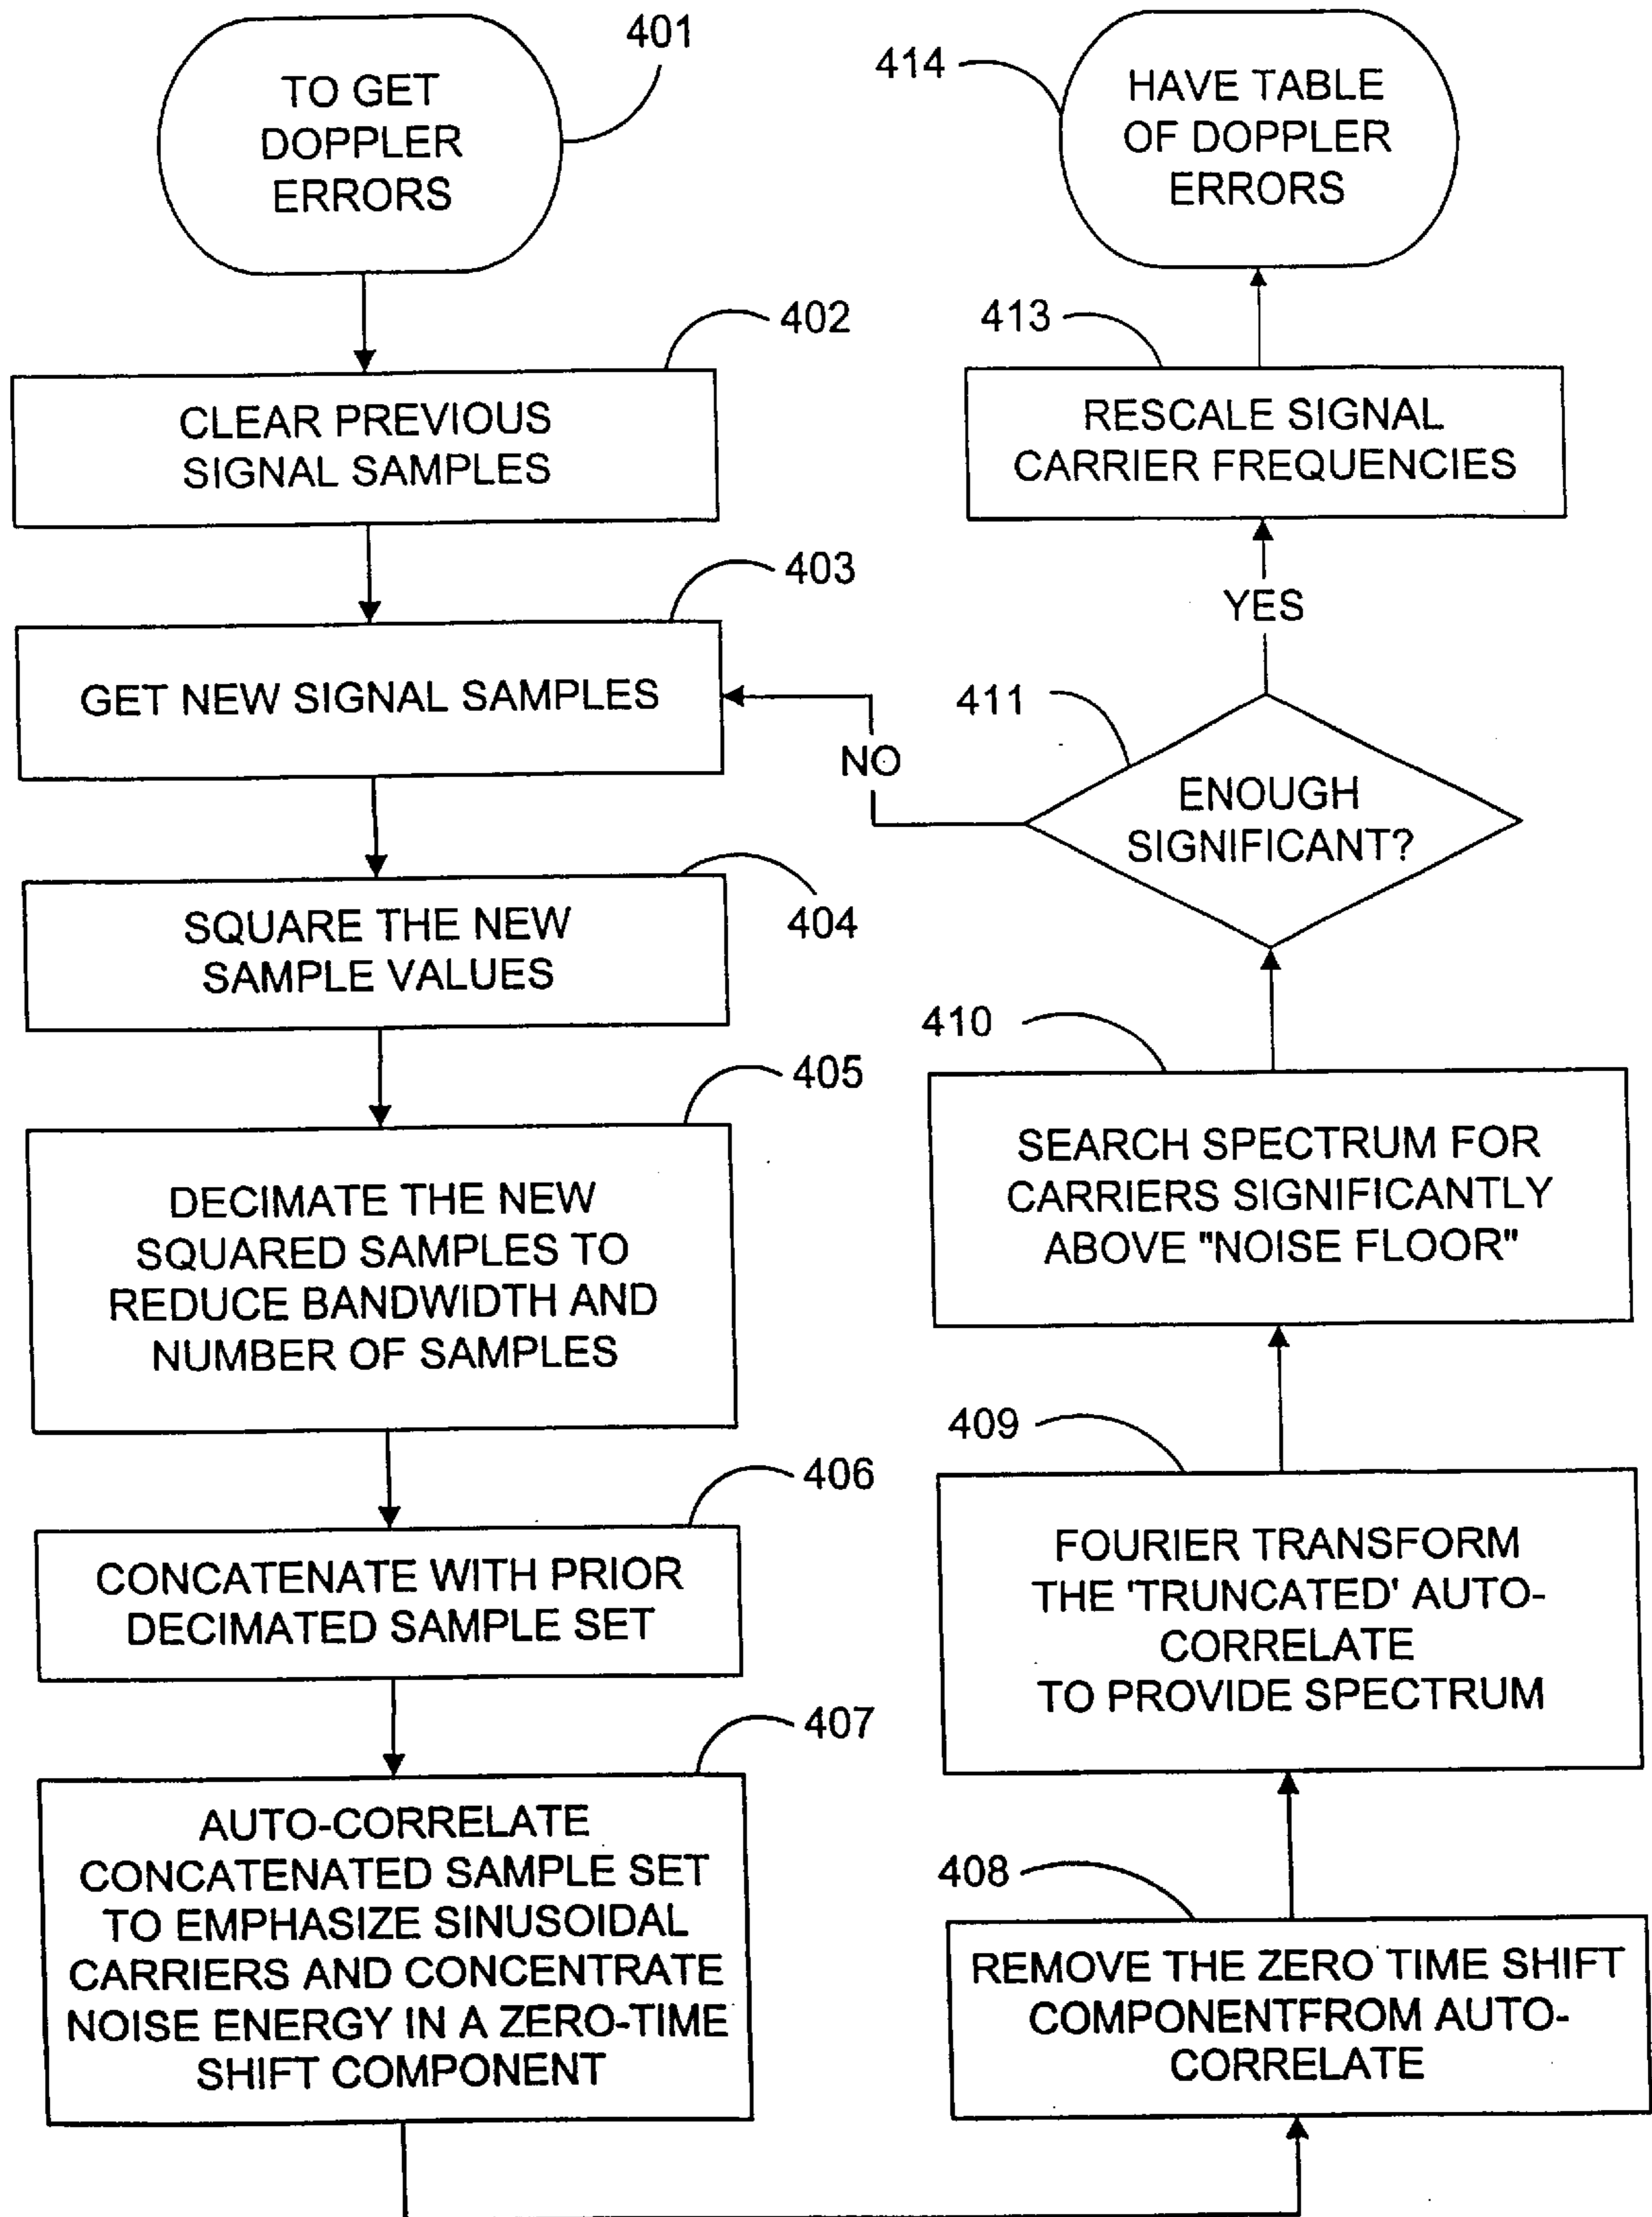 401
TO GET
DOPPLER
ERRORS
402
CLEAR PREVIOUS
SIGNAL SAMPLES
403
GET NEW SIGNAL SAMPLES
404
SQUARE THE NEW
SAMPLE VALUES
405
DECIMATE THE NEW
SQUARED SAMPLES TO
REDUCE BANDWIDTH AND
NUMBER OF SAMPLES
406
CONCATENATE WITH PRIOR
DECIMATED SAMPLE SET
407
AUTO-CORRELATE
CONCATENATED SAMPLE SET
TO EMPHASIZE SINUSOIDAL
CARRIERS AND CONCENTRATE
NOISE ENERGY IN A ZERO-TIME
SHIFT COMPONENT
408
REMOVE THE ZERO TIME SHIFT
COMPONENTFROM AUTO-
CORRELATE
409
FOURIER TRANSFORM
THE 'TRUNCATED' AUTO-
CORRELATE
TO PROVIDE SPECTRUM
410
SEARCH SPECTRUM FOR
CARRIERS SIGNIFICANTLY
ABOVE "NOISE FLOOR"
411
ENOUGH
SIGNIFICANT?
NO
YES
413
RESCALE SIGNAL
CARRIER FREQUENCIES
414
HAVE TABLE
OF DOPPLER
ERRORS